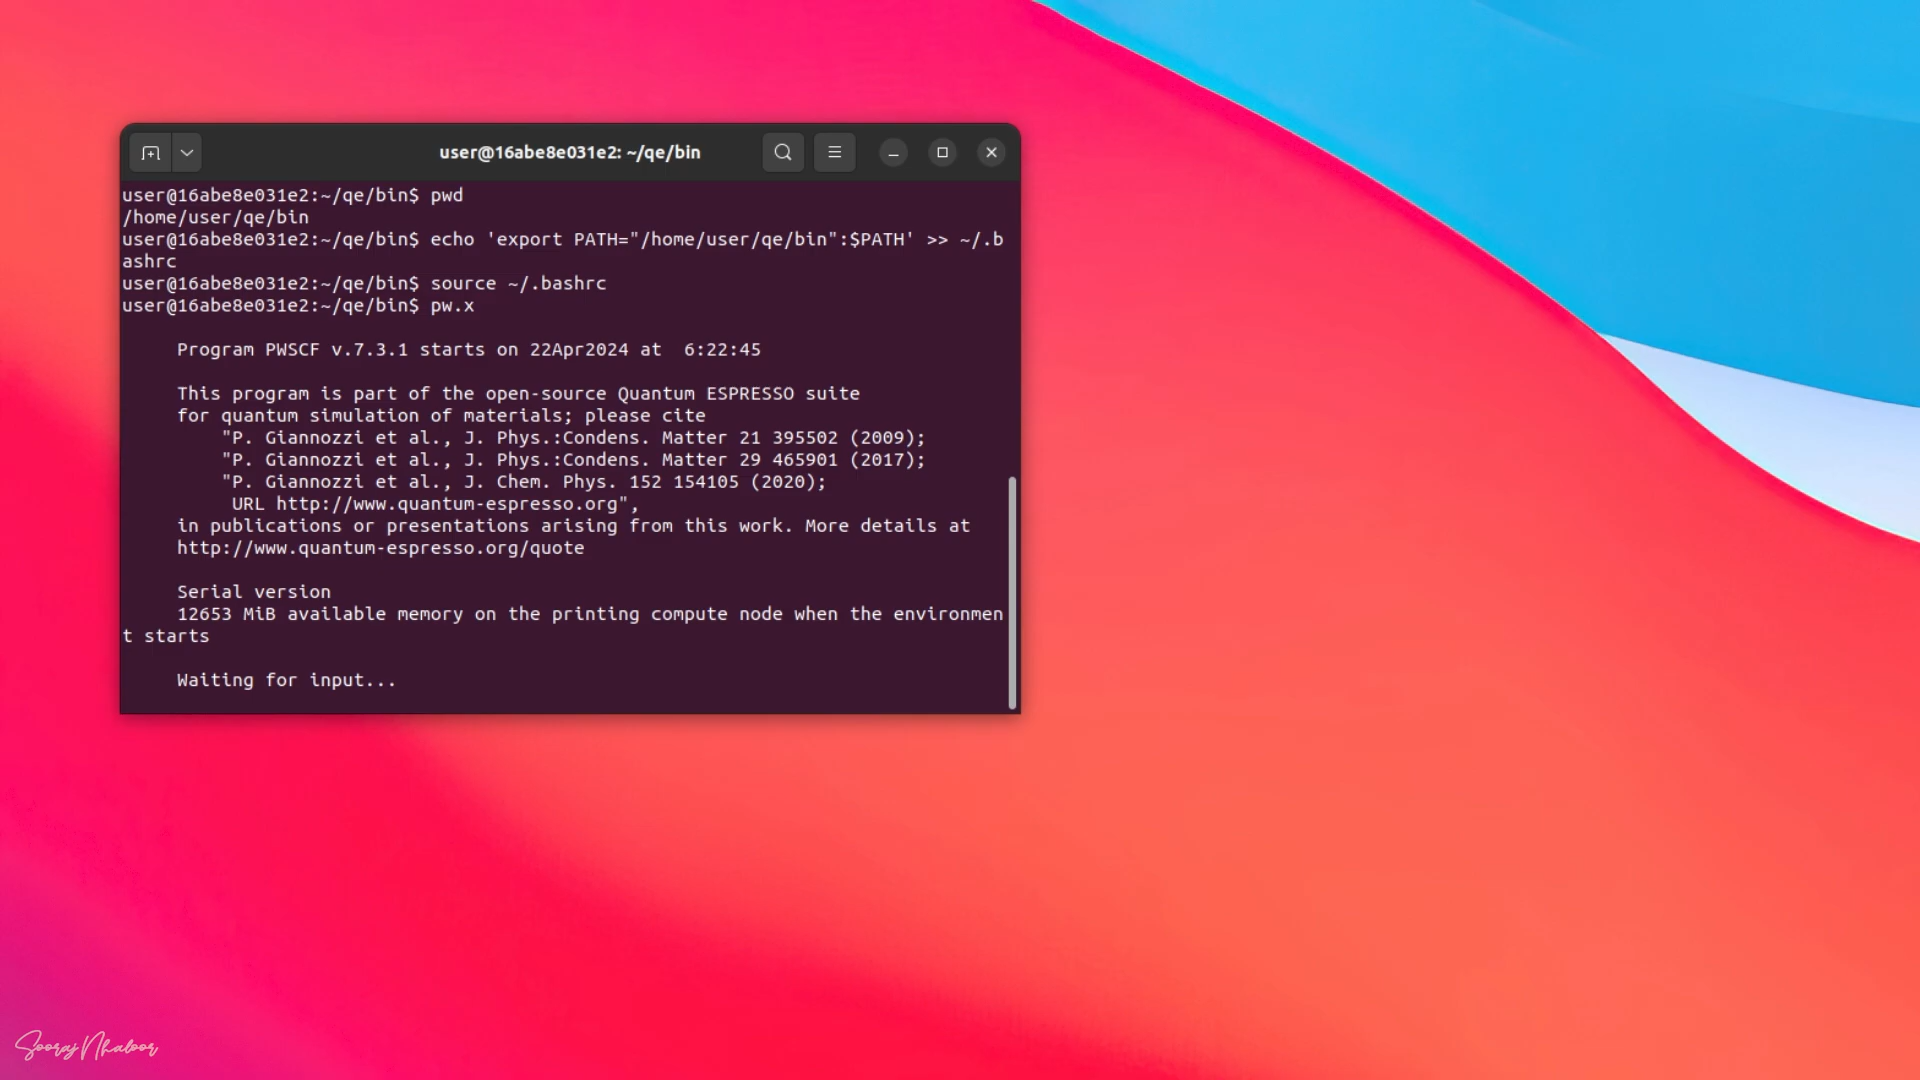 user@16abe8e031e2: ~/qe/bin
user@16abe8e031e2:~/qe/bin$ pwd
/home/user/qe/bin
user@16abe8e031e2:~/qe/bin$ echo 'export PATH="/home/user/qe/bin":$PATH' >> ~/.b
ashrc
user@16abe8e031e2:~/qe/bin$ source ~/.bashrc
user@16abe8e031e2:~/qe/bin$ pw.x
Program PWSCF v.7.3.1 starts on 22Apr2024 at  6:22:45
This program is part of the open-source Quantum ESPRESSO suite
for quantum simulation of materials; please cite
"P. Giannozzi et al., J. Phys.:Condens. Matter 21 395502 (2009);
"P. Giannozzi et al., J. Phys.:Condens. Matter 29 465901 (2017);
"P. Giannozzi et al., J. Chem. Phys. 152 154105 (2020);
URL http://www.quantum-espresso.org",
in publications or presentations arising from this work. More details at
http://www.quantum-espresso.org/quote
Serial version
12653 MiB available memory on the printing compute node when the environmen
t starts
Waiting for input...
Sooraj Nhaloor